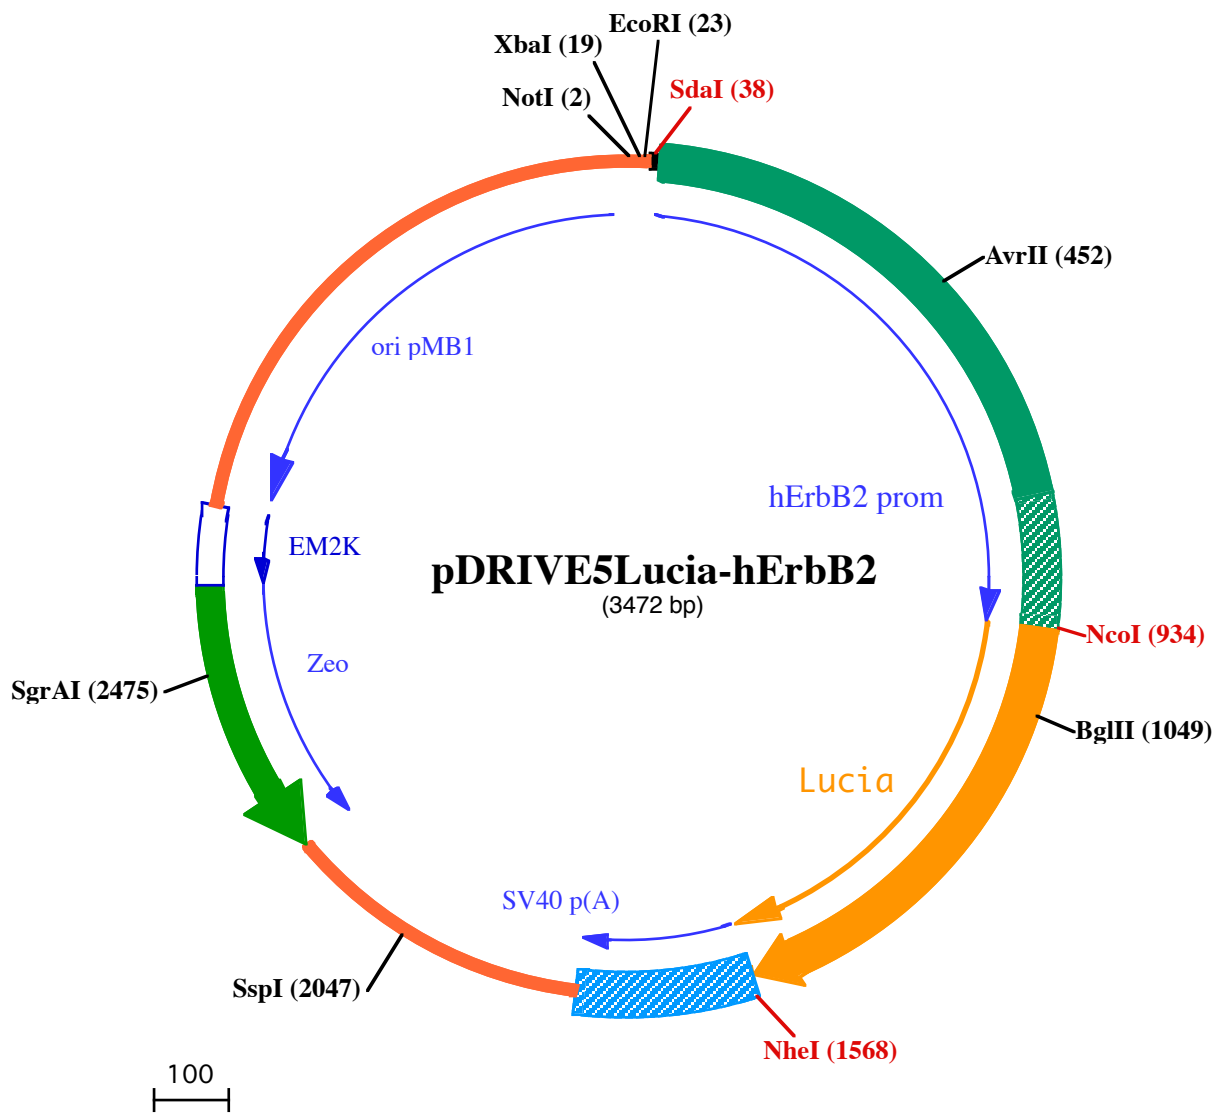 EcoRI (23)
XbaI (19)
SdaI (38)
NotI (2)
AvrII (452)
ori pMB1
hErbB2 prom
EM2K
pDRIVE5Lucia-hErbB2
(3472 bp)
NcoI (934)
Zeo
SgrAI (2475)
BglII (1049)
Lucia
SV40 p(A)
SspI (2047)
NheI (1568)
100